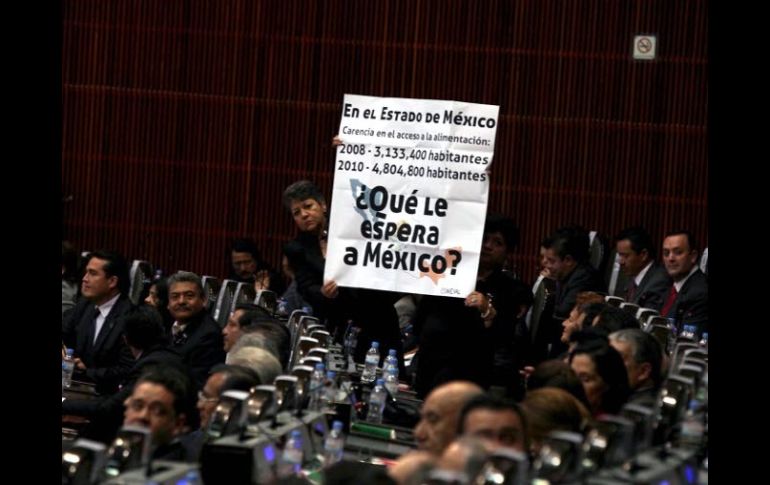 En el Estado de México
Carencia en el acceso a la alimentación:
2008 - 3,133,400 habitantes
2010 - 4,804,800 habitantes
¿Qué le
espera
a México?
CONEVAL